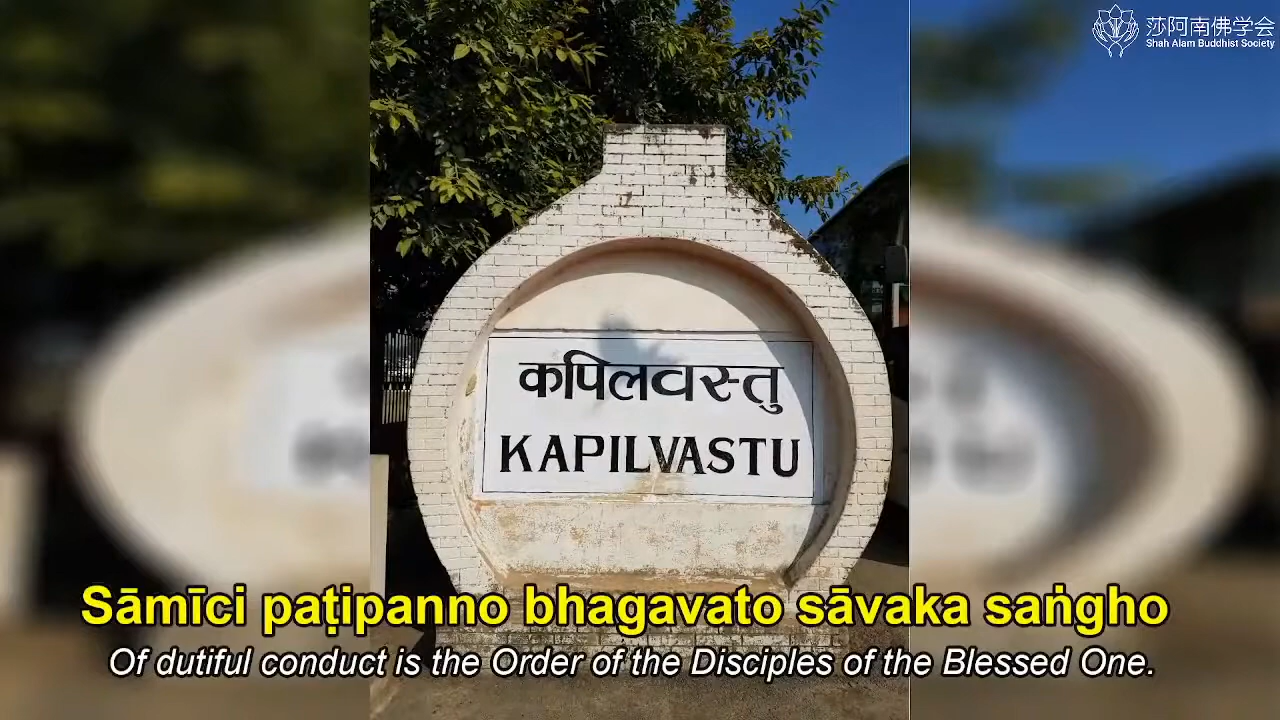 莎阿南佛学会
Shah Alam Buddhist Society
कपिलवस्तु
KAPILVASTU
Sāmīci paṭipanno bhagavato sāvaka saṅgho
Of dutiful conduct is the Order of the Disciples of the Blessed One.